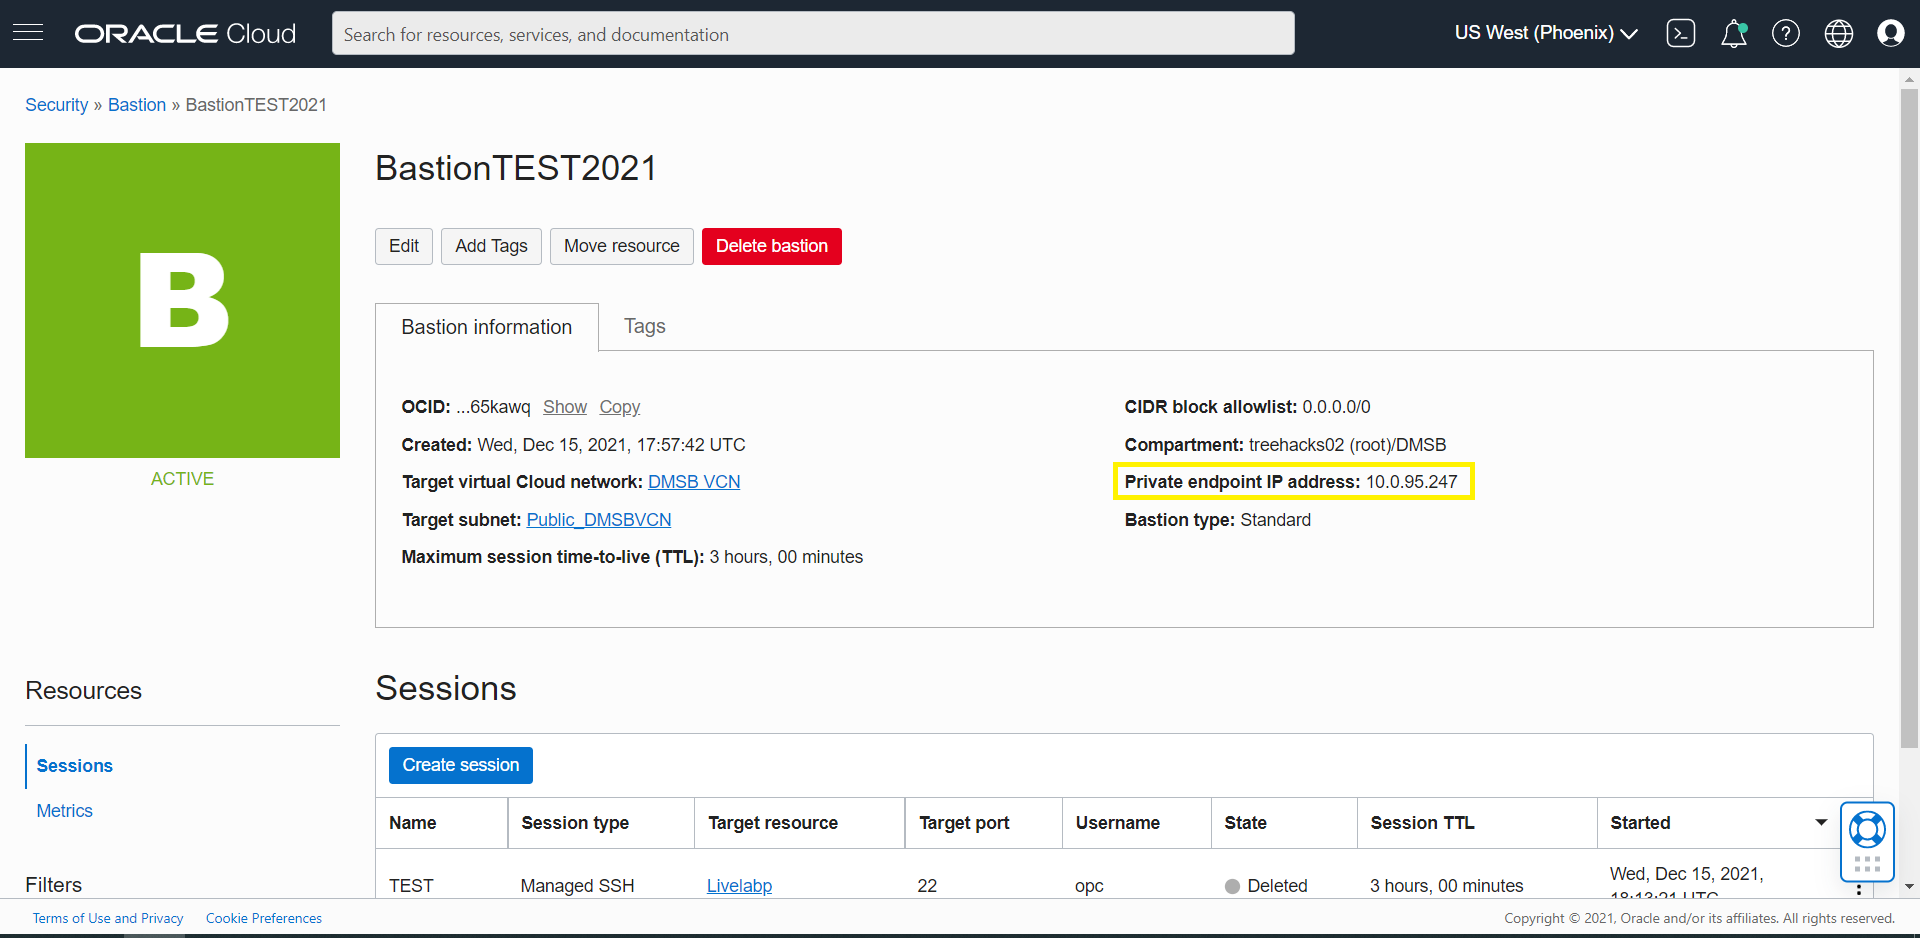 ORACLE Cloud
Search for resources, services, and documentation
US West (Phoenix)
Security » Bastion » BastionTEST2021
B
ACTIVE
BastionTEST2021
Edit Add Tags Move resource Delete bastion
Bastion information Tags
OCID: ...65kawq Show Copy
Created: Wed, Dec 15, 2021, 17:57:42 UTC
Target virtual Cloud network: DMSB VCN
Target subnet: Public_DMSBVCN
Maximum session time-to-live (TTL): 3 hours, 00 minutes
CIDR block allowlist: 0.0.0.0/0
Compartment: treehacks02 (root)/DMSB
Private endpoint IP address: 10.0.95.247
Bastion type: Standard
Resources
Sessions
Metrics
Filters
Sessions
Create session
Name Session type Target resource Target port Username State Session TTL Started
TEST Managed SSH Livelabp 22 opc Deleted 3 hours, 00 minutes Wed, Dec 15, 2021,
18:13:21 UTC
Terms of Use and Privacy Cookie Preferences
Copyright © 2021, Oracle and/or its affiliates. All rights reserved.